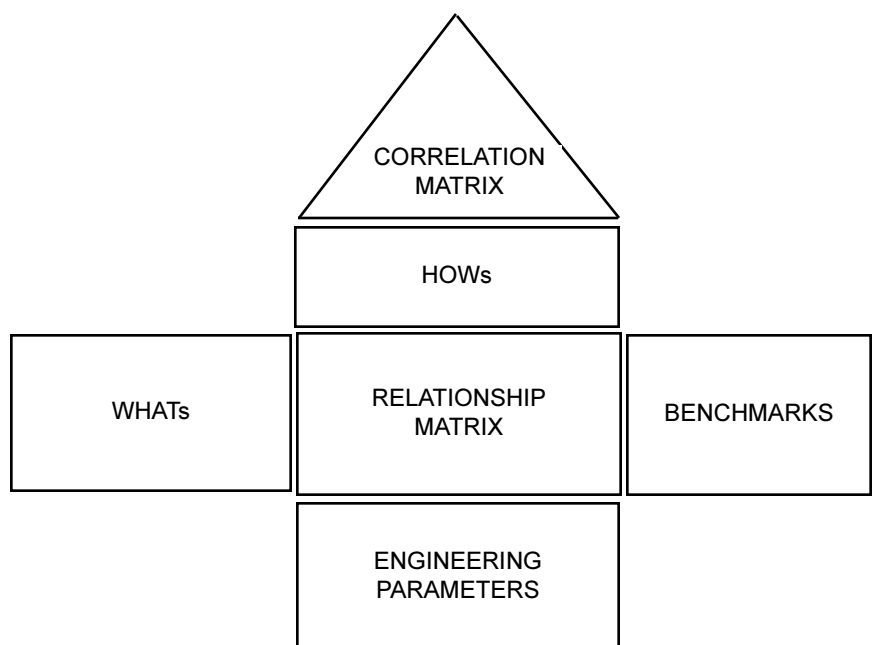 CORRELATION
MATRIX
HOWs
WHATs
RELATIONSHIP
MATRIX
BENCHMARKS
ENGINEERING
PARAMETERS